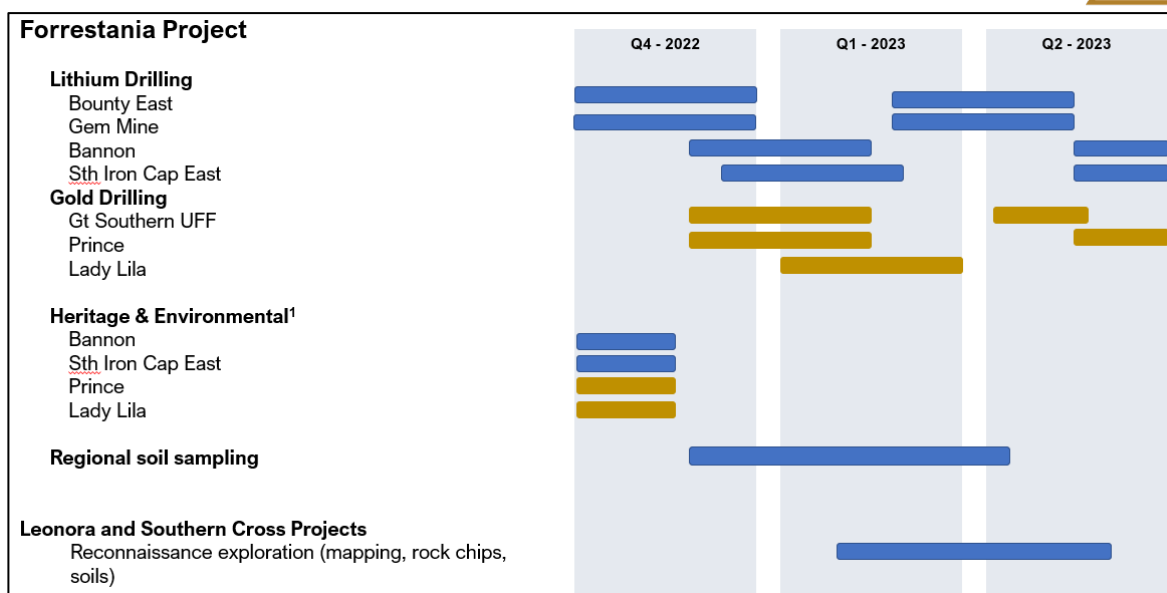 Forrestania Project
Q4 - 2022
Q1 - 2023
Q2 - 2023
Lithium Drilling
Bounty East
Gem Mine
Bannon
Sth Iron Cap East
Gold Drilling
Gt Southern UFF
Prince
Lady Lila
Heritage & Environmental¹
Bannon
Sth Iron Cap East
Prince
Lady Lila
Regional soil sampling
Leonora and Southern Cross Projects
Reconnaissance exploration (mapping, rock chips,
soils)